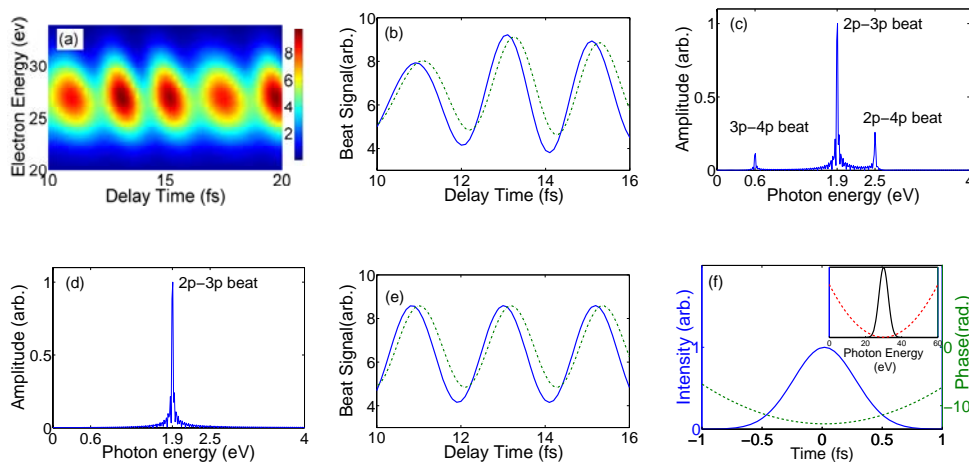 (a)
Electron Energy (ev)
30
25
20
10
15
20
Delay Time (fs)
8
6
4
2
(b)
Beat Signal (arb.)
10
8
6
4
10
12
14
16
Delay Time (fs)
(c)
2p-3p beat
3p-4p beat
2p-4p beat
Amplitude (arb.)
1
0.5
0
0
0.6
1.9
2.5
4
Photon energy (eV)
(d)
2p-3p beat
Amplitude (arb.)
1
0.5
0
0
0.6
1.9
2.5
4
Photon energy (eV)
(e)
Beat Signal(arb.)
10
8
6
4
10
12
14
16
Delay Time (fs)
(f)
Intensity (arb.)
1
0
-1
-0.5
0
0.5
1
Time (fs)
Phase(rad.)
0
-10
0
20
40
60
Photon Energy
(eV)